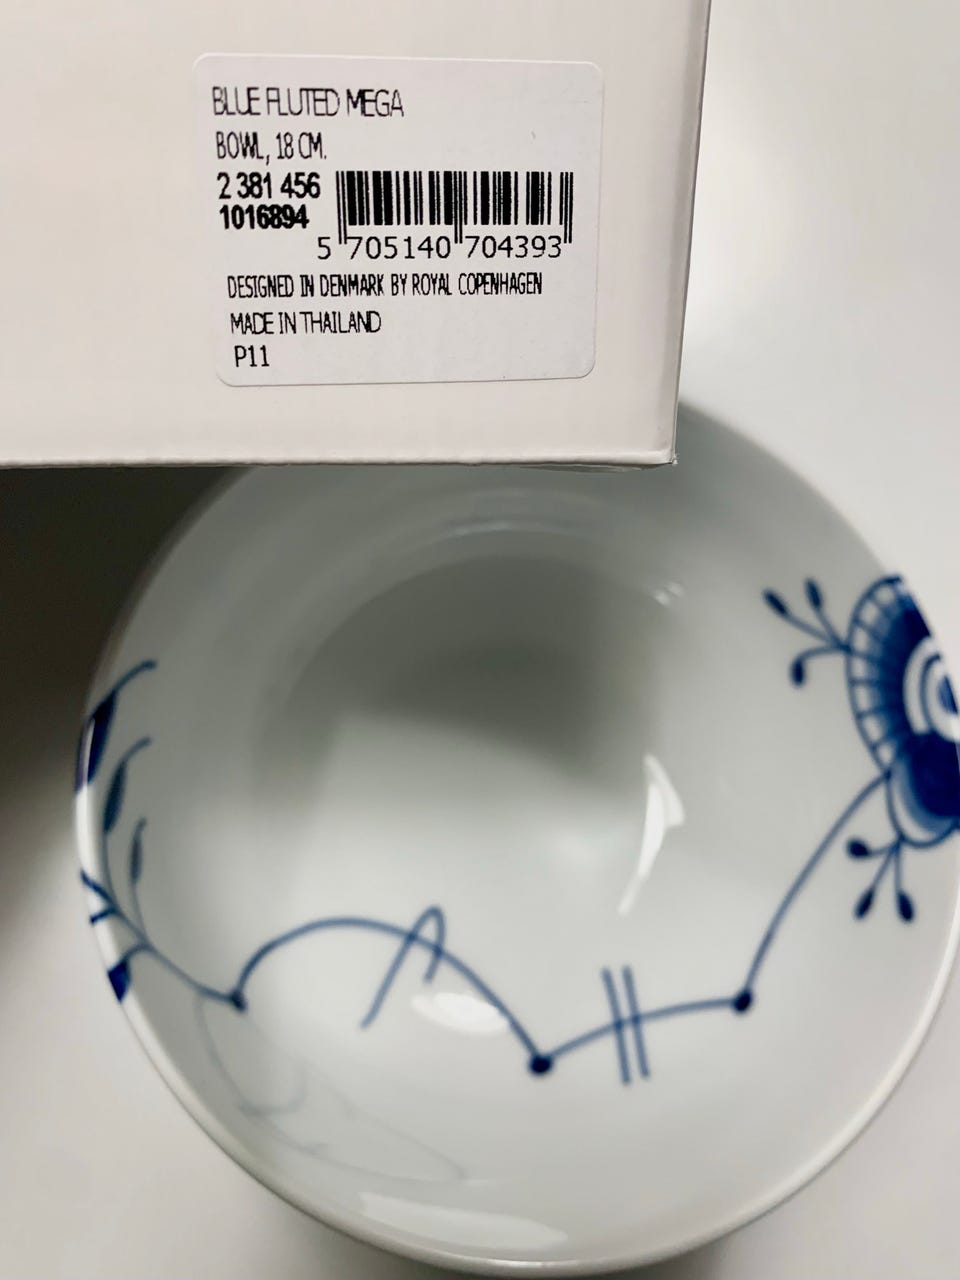 BLUE FLUTED MEGA
BOWL, 18 CM.
2 381 456
1016894
5 705140 704393
DESIGNED IN DENMARK BY ROYAL COPENHAGEN
MADE IN THAILAND
P11